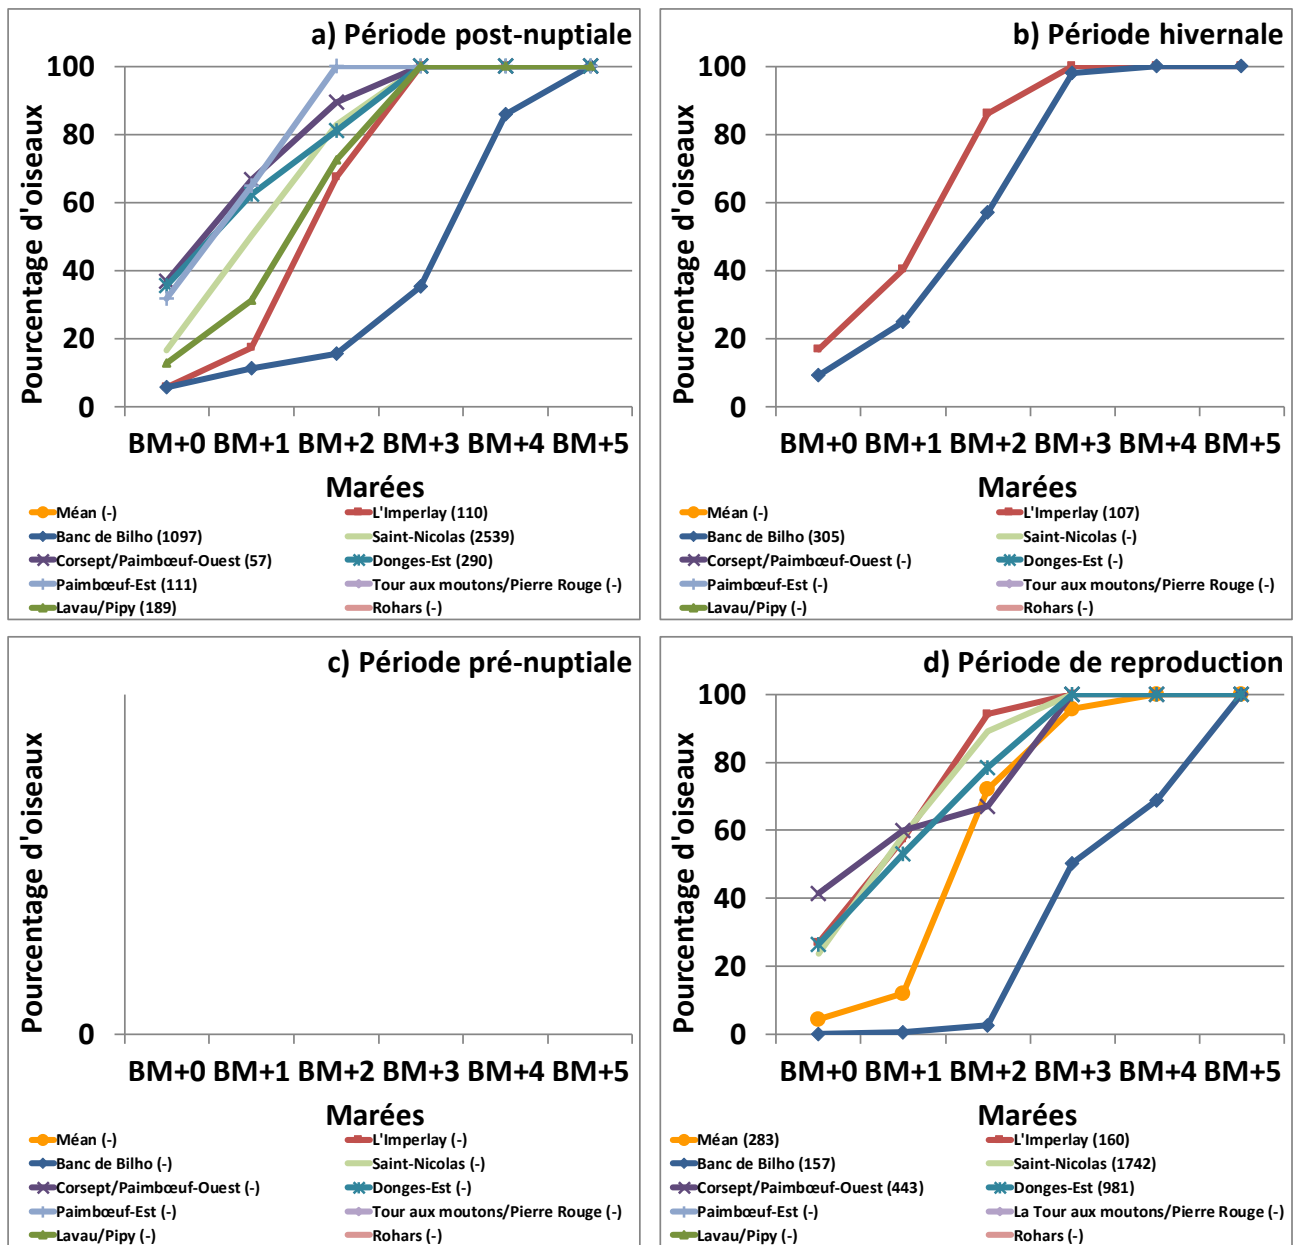 a) Période post-nuptiale
Pourcentage d'oiseaux
100
80
60
40
20
0
BM+0 BM+1 BM+2 BM+3 BM+4 BM+5
Marées
Méan (-) L'Imperlay (110)
Banc de Bilho (1097) Saint-Nicolas (2539)
Corsept/Paimbœuf-Ouest (57) Donges-Est (290)
Paimbœuf-Est (111) Tour aux moutons/Pierre Rouge (-)
Lavau/Pipy (189) Rohars (-)
b) Période hivernale
Pourcentage d'oiseaux
100
80
60
40
20
0
BM+0 BM+1 BM+2 BM+3 BM+4 BM+5
Marées
Méan (-) L'Imperlay (107)
Banc de Bilho (305) Saint-Nicolas (-)
Corsept/Paimbœuf-Ouest (-) Donges-Est (-)
Paimbœuf-Est (-) Tour aux moutons/Pierre Rouge (-)
Lavau/Pipy (-) Rohars (-)
c) Période pré-nuptiale
Pourcentage d'oiseaux
0
BM+0 BM+1 BM+2 BM+3 BM+4 BM+5
Marées
Méan (-) L'Imperlay (-)
Banc de Bilho (-) Saint-Nicolas (-)
Corsept/Paimbœuf-Ouest (-) Donges-Est (-)
Paimbœuf-Est (-) Tour aux moutons/Pierre Rouge (-)
Lavau/Pipy (-) Rohars (-)
d) Période de reproduction
Pourcentage d'oiseaux
100
80
60
40
20
0
BM+0 BM+1 BM+2 BM+3 BM+4 BM+5
Marées
Méan (283) L'Imperlay (160)
Banc de Bilho (157) Saint-Nicolas (1742)
Corsept/Paimbœuf-Ouest (443) Donges-Est (981)
Paimbœuf-Est (-) La Tour aux moutons/Pierre Rouge (-)
Lavau/Pipy (-) Rohars (-)